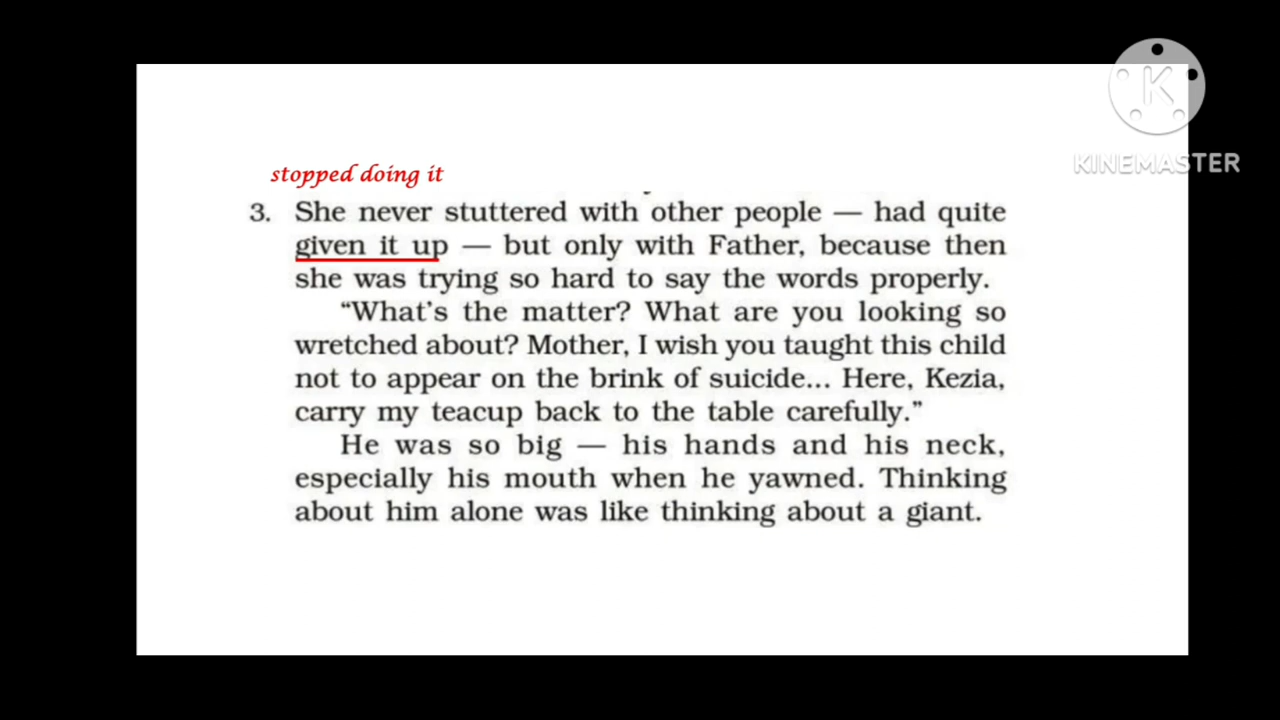 K
KINEMASTER
stopped doing it
3. She never stuttered with other people — had quite
given it up — but only with Father, because then
she was trying so hard to say the words properly.
“What's the matter? What are you looking so
wretched about? Mother, I wish you taught this child
not to appear on the brink of suicide... Here, Kezia,
carry my teacup back to the table carefully.”
He was so big — his hands and his neck,
especially his mouth when he yawned. Thinking
about him alone was like thinking about a giant.